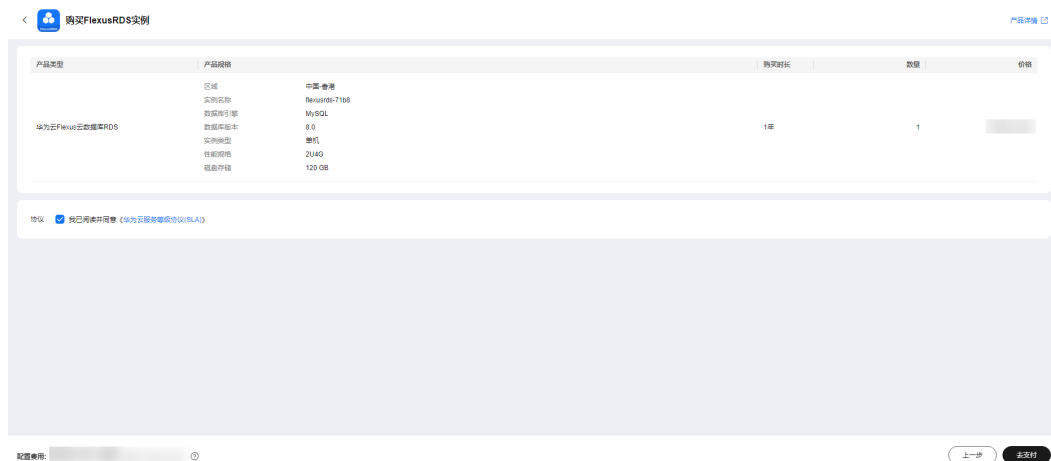 购买FlexusRDS实例
产品详情
产品类型 产品规格 购买时长 数量 价格
区域 中国-香港
实例名称 flexusrds-71b8
数据库引擎 MySQL
华为云Flexus云数据库RDS 数据库版本 8.0 1年 1
实例类型 单机
性能规格 2U4G
磁盘存储 120 GB
协议 我已阅读并同意《华为云服务等级协议(SLA)》
配置费用: 上一步 去支付